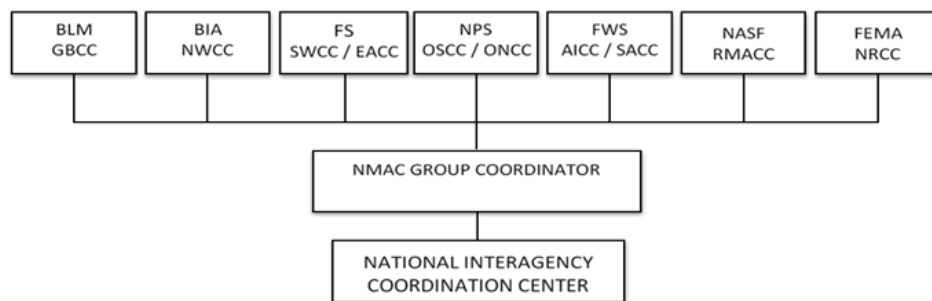 BLM
GBCC
BIA
NWCC
FS
SWCC / EACC
NPS
OSCC / ONCC
FWS
AICC / SACC
NASF
RMACC
FEMA
NRCC
NMAC GROUP COORDINATOR
NATIONAL INTERAGENCY
COORDINATION CENTER